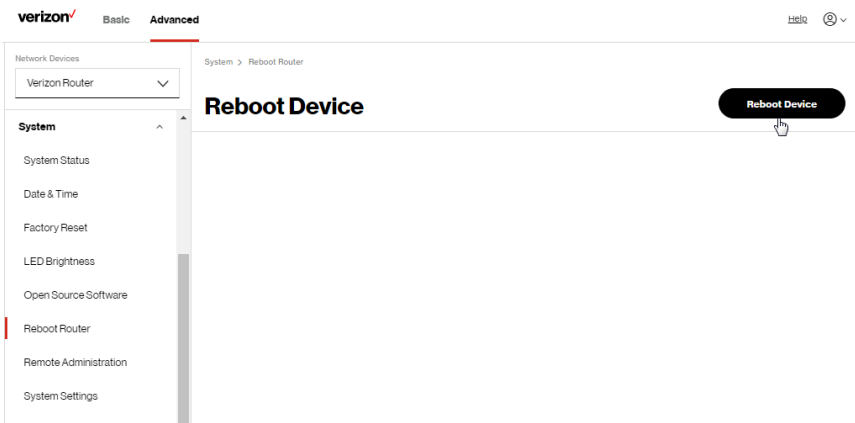 verizon
Basic
Advanced
Help
Network Devices
Verizon Router
System > Reboot Router
Reboot Device
Reboot Device
System
System Status
Date & Time
Factory Reset
LED Brightness
Open Source Software
Reboot Router
Remote Administration
System Settings